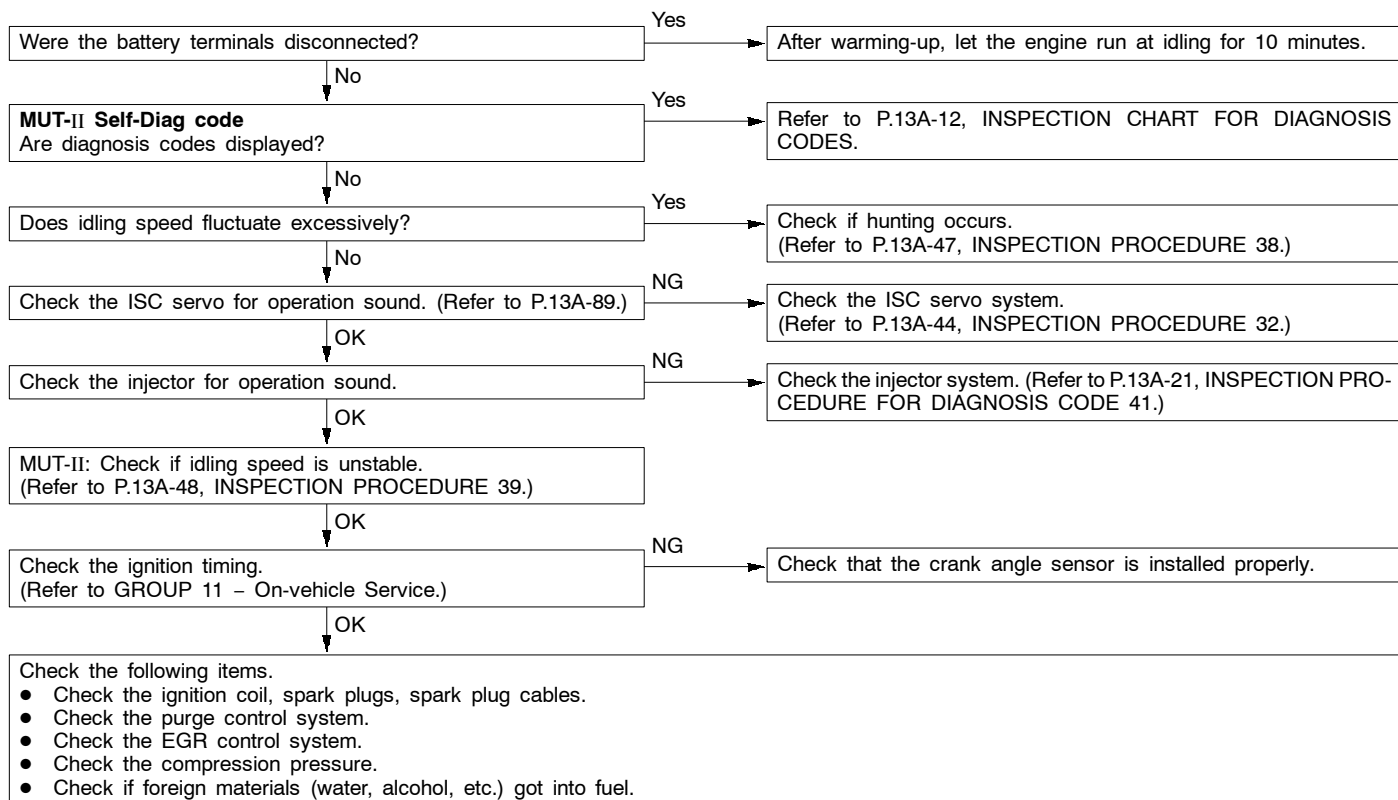 Were the battery terminals disconnected?
Yes
After warming-up, let the engine run at idling for 10 minutes.
No
MUT-II Self-Diag code
Are diagnosis codes displayed?
Yes
Refer to P.13A-12, INSPECTION CHART FOR DIAGNOSIS
CODES.
No
Does idling speed fluctuate excessively?
Yes
Check if hunting occurs.
(Refer to P.13A-47, INSPECTION PROCEDURE 38.)
No
Check the ISC servo for operation sound. (Refer to P.13A-89.)
NG
Check the ISC servo system.
(Refer to P.13A-44, INSPECTION PROCEDURE 32.)
OK
Check the injector for operation sound.
NG
Check the injector system. (Refer to P.13A-21, INSPECTION PRO-
CEDURE FOR DIAGNOSIS CODE 41.)
OK
MUT-II: Check if idling speed is unstable.
(Refer to P.13A-48, INSPECTION PROCEDURE 39.)
OK
Check the ignition timing.
(Refer to GROUP 11 – On-vehicle Service.)
NG
Check that the crank angle sensor is installed properly.
OK
Check the following items.
● Check the ignition coil, spark plugs, spark plug cables.
● Check the purge control system.
● Check the EGR control system.
● Check the compression pressure.
● Check if foreign materials (water, alcohol, etc.) got into fuel.